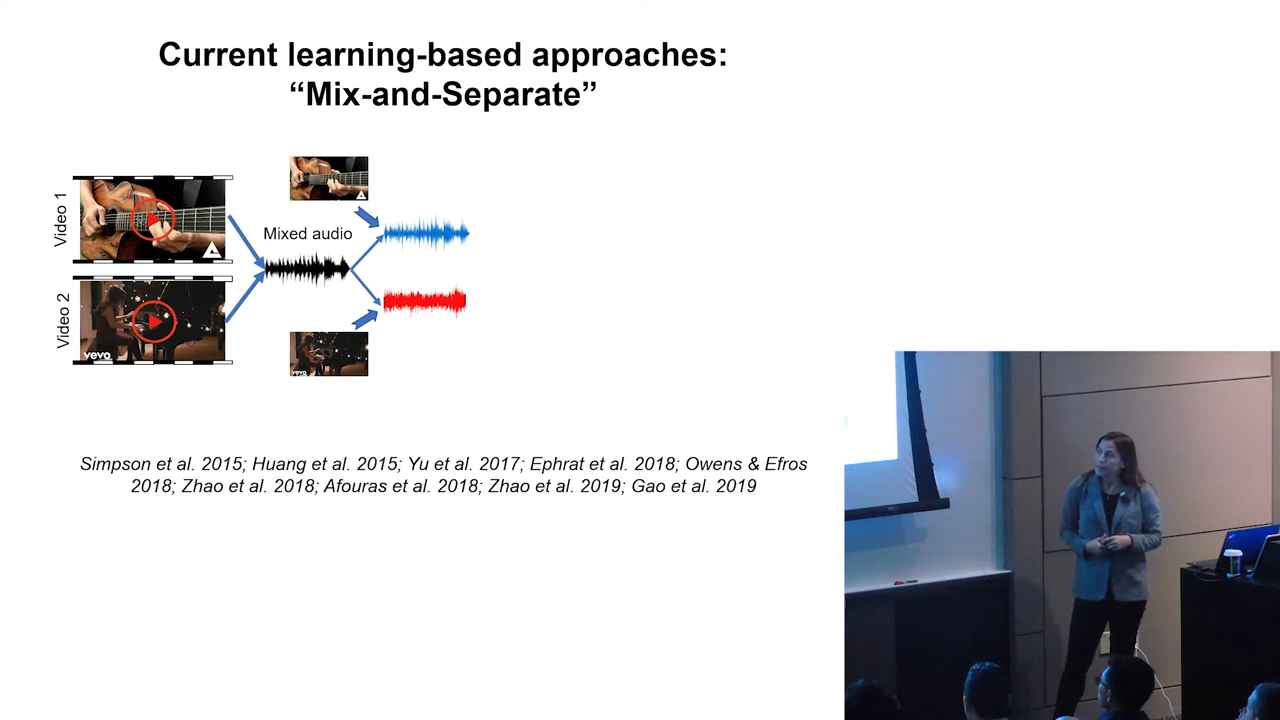 Current learning-based approaches:
“Mix-and-Separate”
Video 1
Mixed audio
Video 2
vevo
vevo
Simpson et al. 2015; Huang et al. 2015; Yu et al. 2017; Ephrat et al. 2018; Owens & Efros
2018; Zhao et al. 2018; Afouras et al. 2018; Zhao et al. 2019; Gao et al. 2019